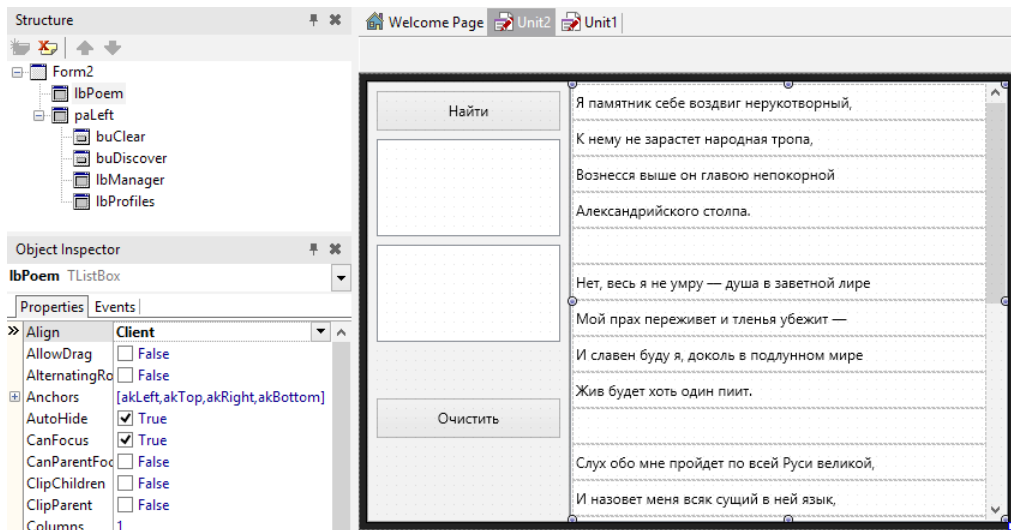 Structure
Form2
lbPoem
paLeft
buClear
buDiscover
lbManager
lbProfiles
Object Inspector
lbPoem TListBox
Properties Events
Align Client
AllowDrag False
AlternatingRo False
Anchors [akLeft,akTop,akRight,akBottom]
AutoHide True
CanFocus True
CanParentFoc False
ClipChildren False
ClipParent False
Columns 1
Welcome Page Unit2 Unit1
Найти
Очистить
Я памятник себе воздвиг нерукотворный,
К нему не зарастет народная тропа,
Вознесся выше он главою непокорной
Александрийского столпа.
Нет, весь я не умру — душа в заветной лире
Мой прах переживет и тленья убежит —
И славен буду я, доколь в подлунном мире
Жив будет хоть один пиит.
Слух обо мне пройдет по всей Руси великой,
И назовет меня всяк сущий в ней язык,